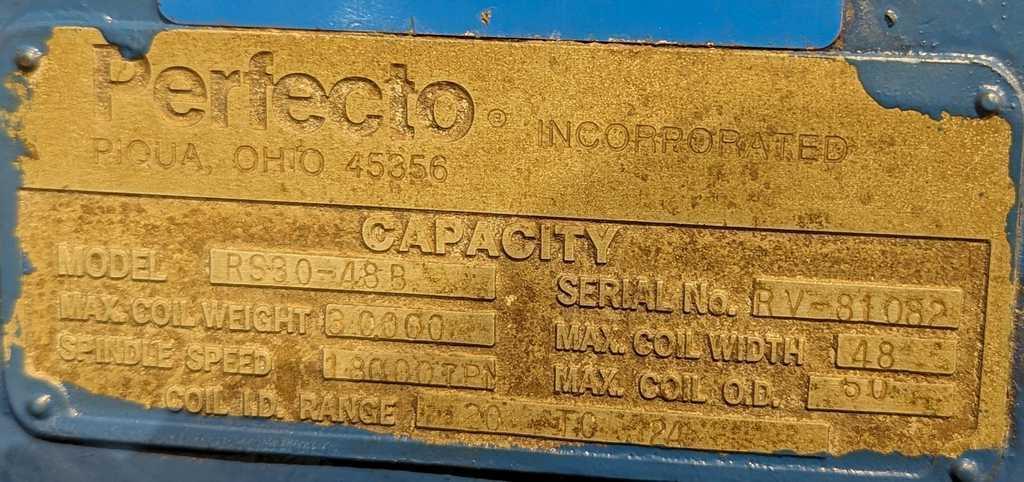 Perfecto® INCORPORATED
PIQUA, OHIO 45356
CAPACITY
MODEL RS30-48B SERIAL No. RV-81082
MAX. COIL WEIGHT MAX. COIL WIDTH 48
SPINDLE SPEED MAX. COIL O.D. 50
COIL I.D. RANGE 20 TO 24